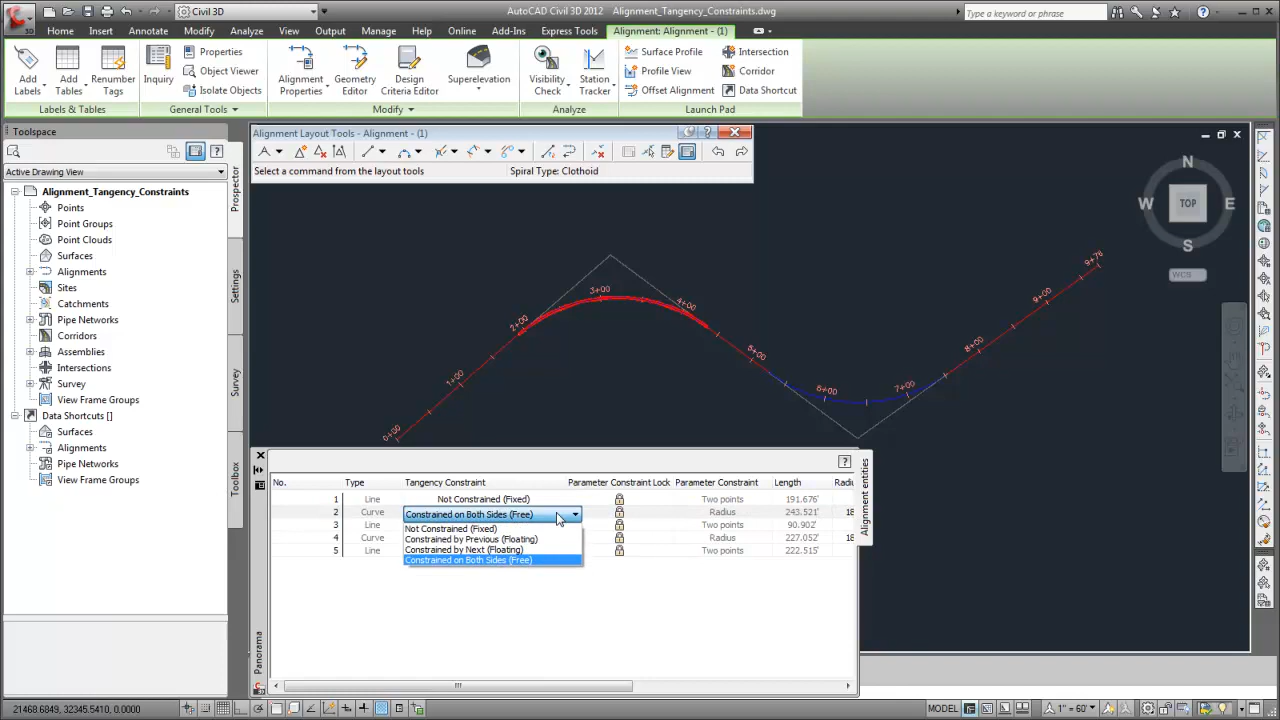 Civil 3D
AutoCAD Civil 3D 2012 Alignment_Tangency_Constraints.dwg
Type a keyword or phrase
Home Insert Annotate Modify Analyze View Output Manage Help Online Add-Ins Express Tools Alignment: Alignment - (1)
Add Labels
Add Tables
Renumber Tags
Inquiry
Properties
Object Viewer
Isolate Objects
Alignment Properties
Geometry Editor
Design Criteria Editor
Superelevation
Visibility Check
Station Tracker
Surface Profile
Profile View
Offset Alignment
Intersection
Corridor
Data Shortcut
Labels & Tables General Tools Modify Analyze Launch Pad
Toolspace
Active Drawing View
Alignment_Tangency_Constraints
Points
Point Groups
Point Clouds
Surfaces
Alignments
Sites
Catchments
Pipe Networks
Corridors
Assemblies
Intersections
Survey
View Frame Groups
Data Shortcuts []
Surfaces
Alignments
Pipe Networks
View Frame Groups
Prospector
Settings
Survey
Toolbox
Alignment Layout Tools - Alignment - (1)
Select a command from the layout tools Spiral Type: Clothoid
N
W TOP E
S
WCS
0+00
1+00
2+00
3+00
4+00
5+00
6+00
7+00
8+00
9+00
9+76
Panorama
Alignment entities
No. Type Tangency Constraint Parameter Constraint Lock Parameter Constraint Length Radiu
1 Line Not Constrained (Fixed) Two points 191.676'
2 Curve Constrained on Both Sides (Free) Radius 243.521' 18
3 Line Two points 90.902'
4 Curve Radius 227.052' 18
5 Line Two points 222.515'
Not Constrained (Fixed)
Constrained by Previous (Floating)
Constrained by Next (Floating)
Constrained on Both Sides (Free)
21468.6849, 32345.5410, 0.0000
MODEL
1" = 60'